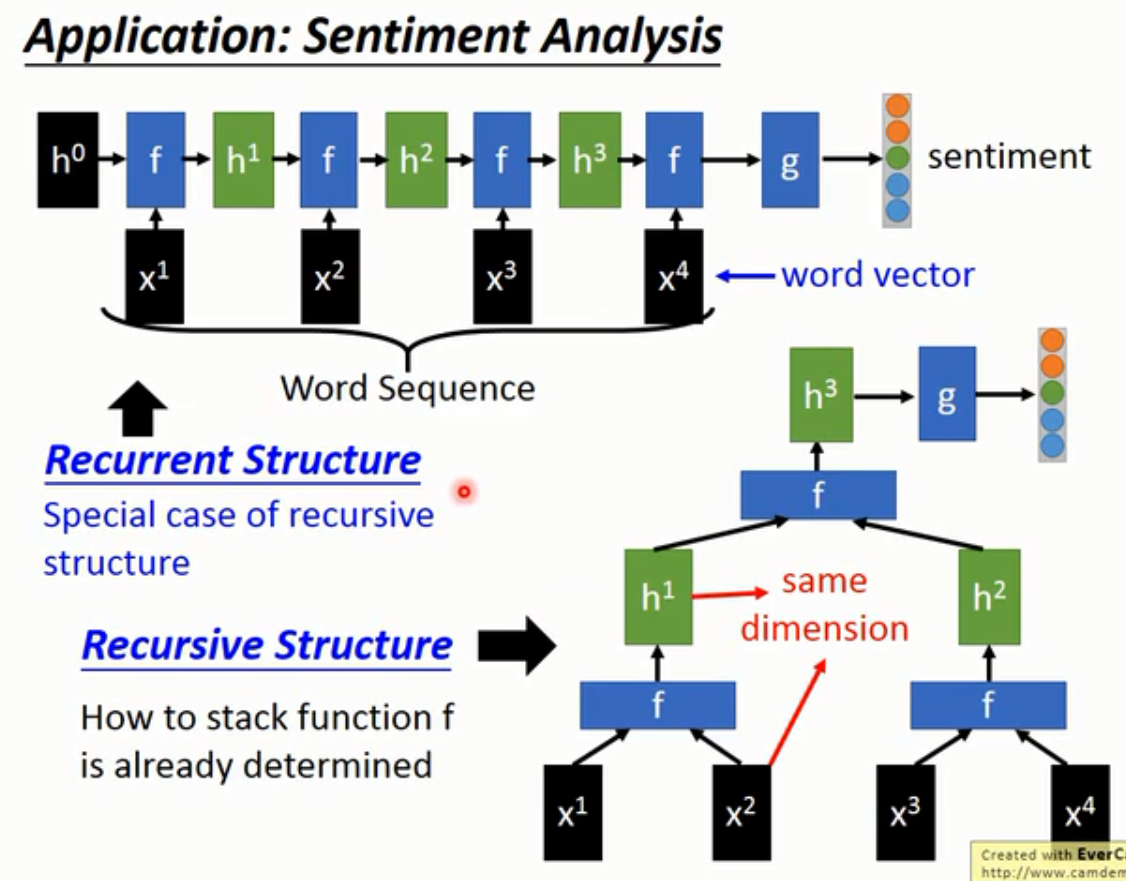 Application: Sentiment Analysis
h⁰ f h¹ f h² f h³ f g sentiment
x¹ x² x³ x⁴ word vector
Word Sequence
Recurrent Structure
Special case of recursive
structure
h³ g
f
h¹ same h²
dimension
Recursive Structure
How to stack function f
is already determined
f f
x¹ x² x³ x⁴
Created with
http://www.